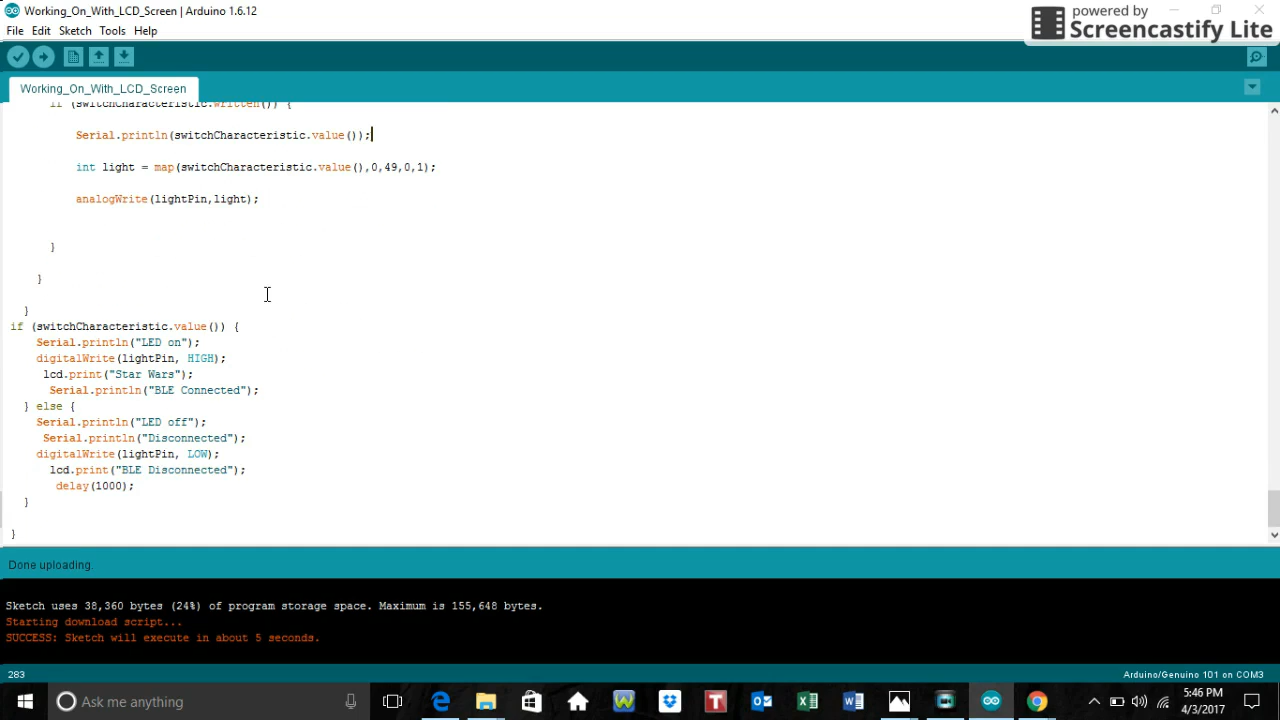 Working_On_With_LCD_Screen | Arduino 1.6.12
powered by
Screencastify Lite
File Edit Sketch Tools Help
Working_On_With_LCD_Screen
if (switchCharacteristic.written()) {
Serial.println(switchCharacteristic.value());
int light = map(switchCharacteristic.value(),0,49,0,1);
analogWrite(lightPin,light);
}
}
}
if (switchCharacteristic.value()) {
Serial.println("LED on");
digitalWrite(lightPin, HIGH);
lcd.print("Star Wars");
Serial.println("BLE Connected");
} else {
Serial.println("LED off");
Serial.println("Disconnected");
digitalWrite(lightPin, LOW);
lcd.print("BLE Disconnected");
delay(1000);
}
}
Done uploading.
Sketch uses 38,360 bytes (24%) of program storage space. Maximum is 155,648 bytes.
Starting download script...
SUCCESS: Sketch will execute in about 5 seconds.
283
Arduino/Genuino 101 on COM3
Ask me anything
5:46 PM
4/3/2017